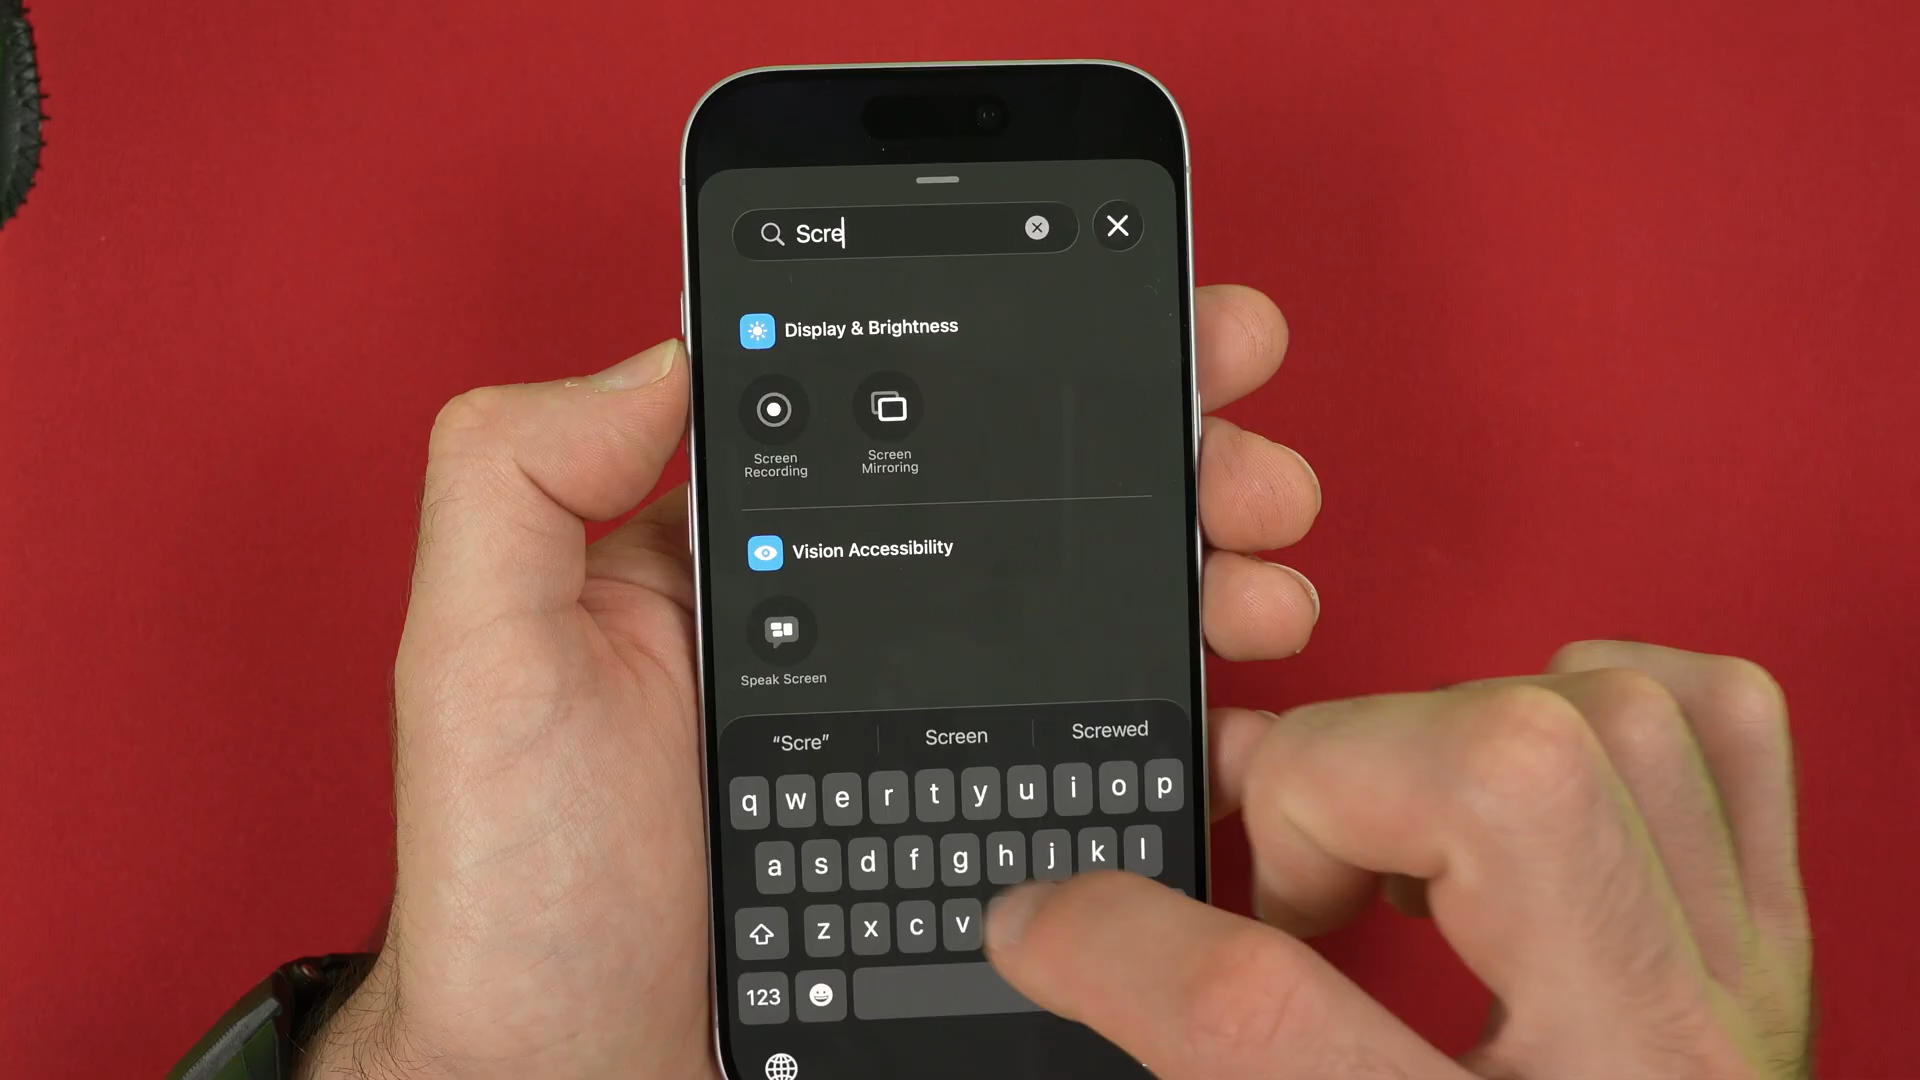 Scre
Display & Brightness
Screen
Recording
Screen
Mirroring
Vision Accessibility
Speak Screen
“Scre” Screen Screwed
q w e r t y u i o p
a s d f g h j k l
z x c v
123